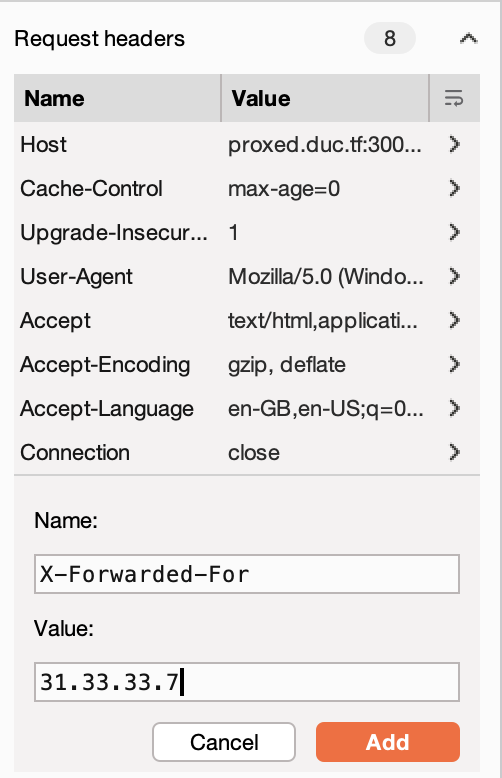 Request headers 8
Name Value
Host proxed.duc.tf:300...
Cache-Control max-age=0
Upgrade-Insecur... 1
User-Agent Mozilla/5.0 (Windo...
Accept text/html,applicati...
Accept-Encoding gzip, deflate
Accept-Language en-GB,en-US;q=0...
Connection close
Name:
X-Forwarded-For
Value:
31.33.33.7
Cancel Add